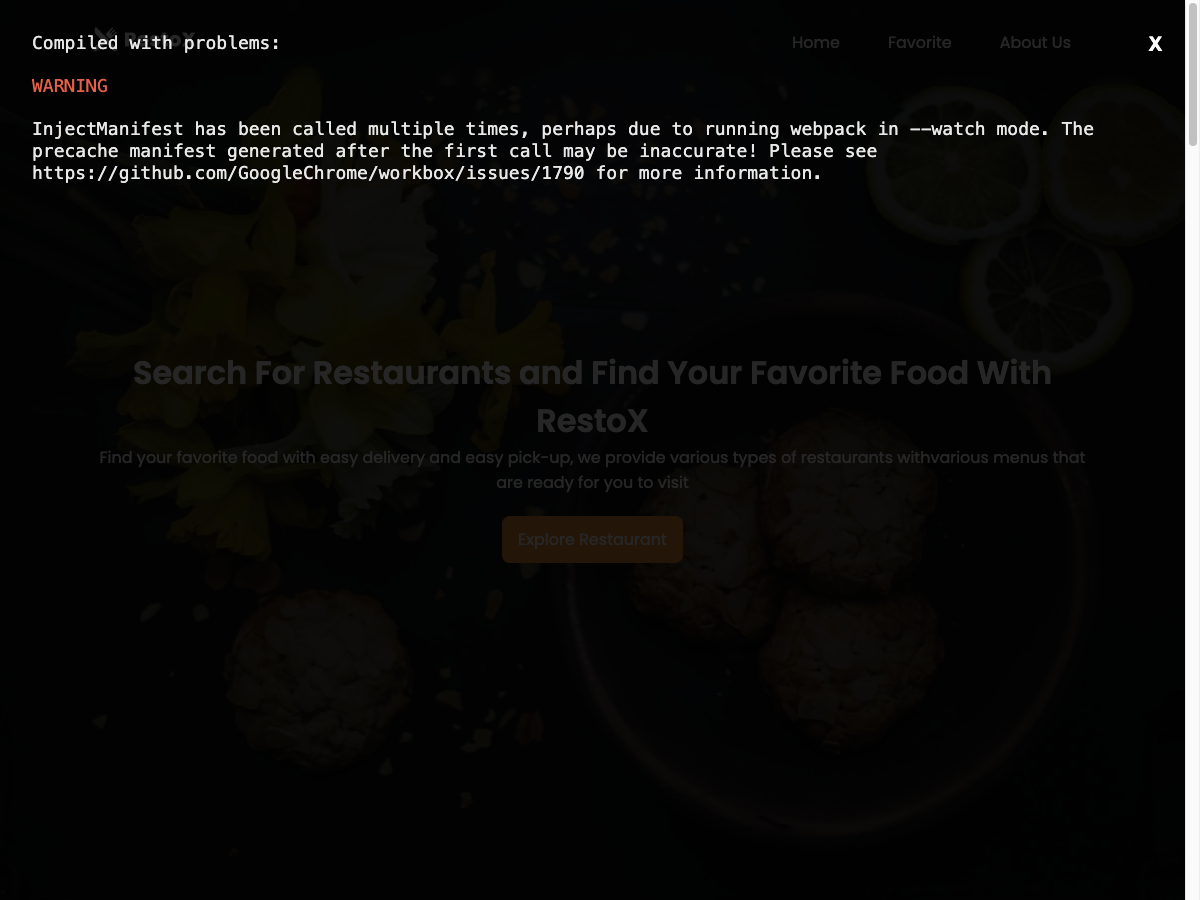 Compiled with problems:
X
WARNING
InjectManifest has been called multiple times, perhaps due to running webpack in --watch mode. The
precache manifest generated after the first call may be inaccurate! Please see
https://github.com/GoogleChrome/workbox/issues/1790 for more information.
RestoX
Home
Favorite
About Us
Search For Restaurants and Find Your Favorite Food With
RestoX
Find your favorite food with easy delivery and easy pick-up, we provide various types of restaurants withvarious menus that
are ready for you to visit
Explore Restaurant